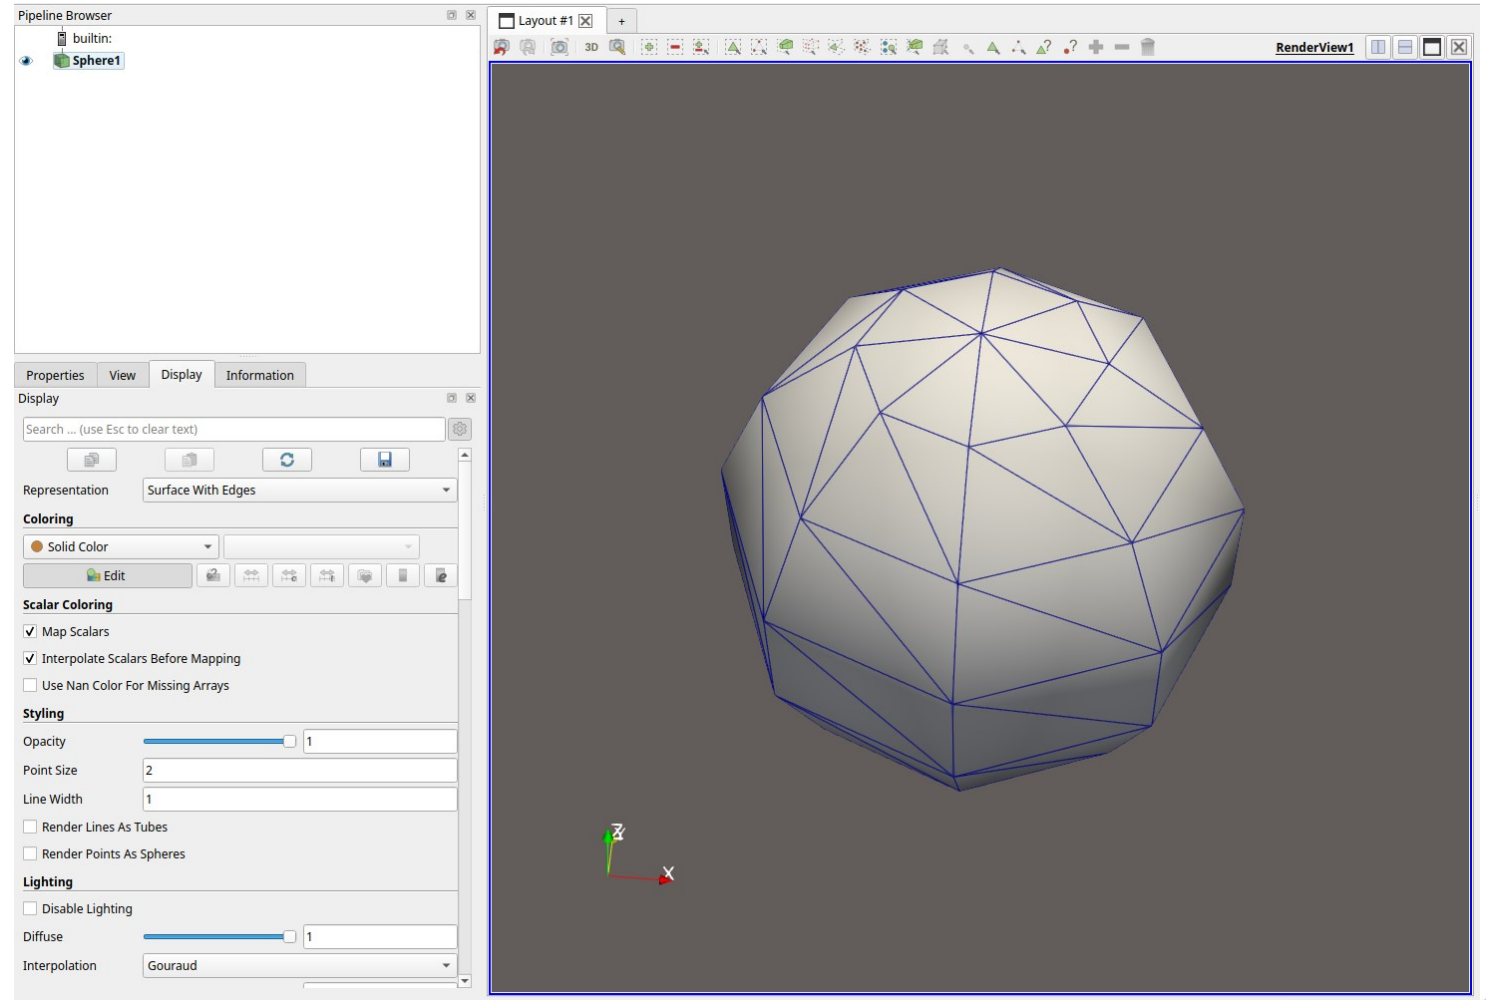 Pipeline Browser
builtin:
Sphere1
Properties View Display Information
Display
Search ... (use Esc to clear text)
Representation Surface With Edges
Coloring
Solid Color
Edit
Scalar Coloring
Map Scalars
Interpolate Scalars Before Mapping
Use Nan Color For Missing Arrays
Styling
Opacity 1
Point Size 2
Line Width 1
Render Lines As Tubes
Render Points As Spheres
Lighting
Disable Lighting
Diffuse 1
Interpolation Gouraud
Layout #1 +
3D RenderView1
X